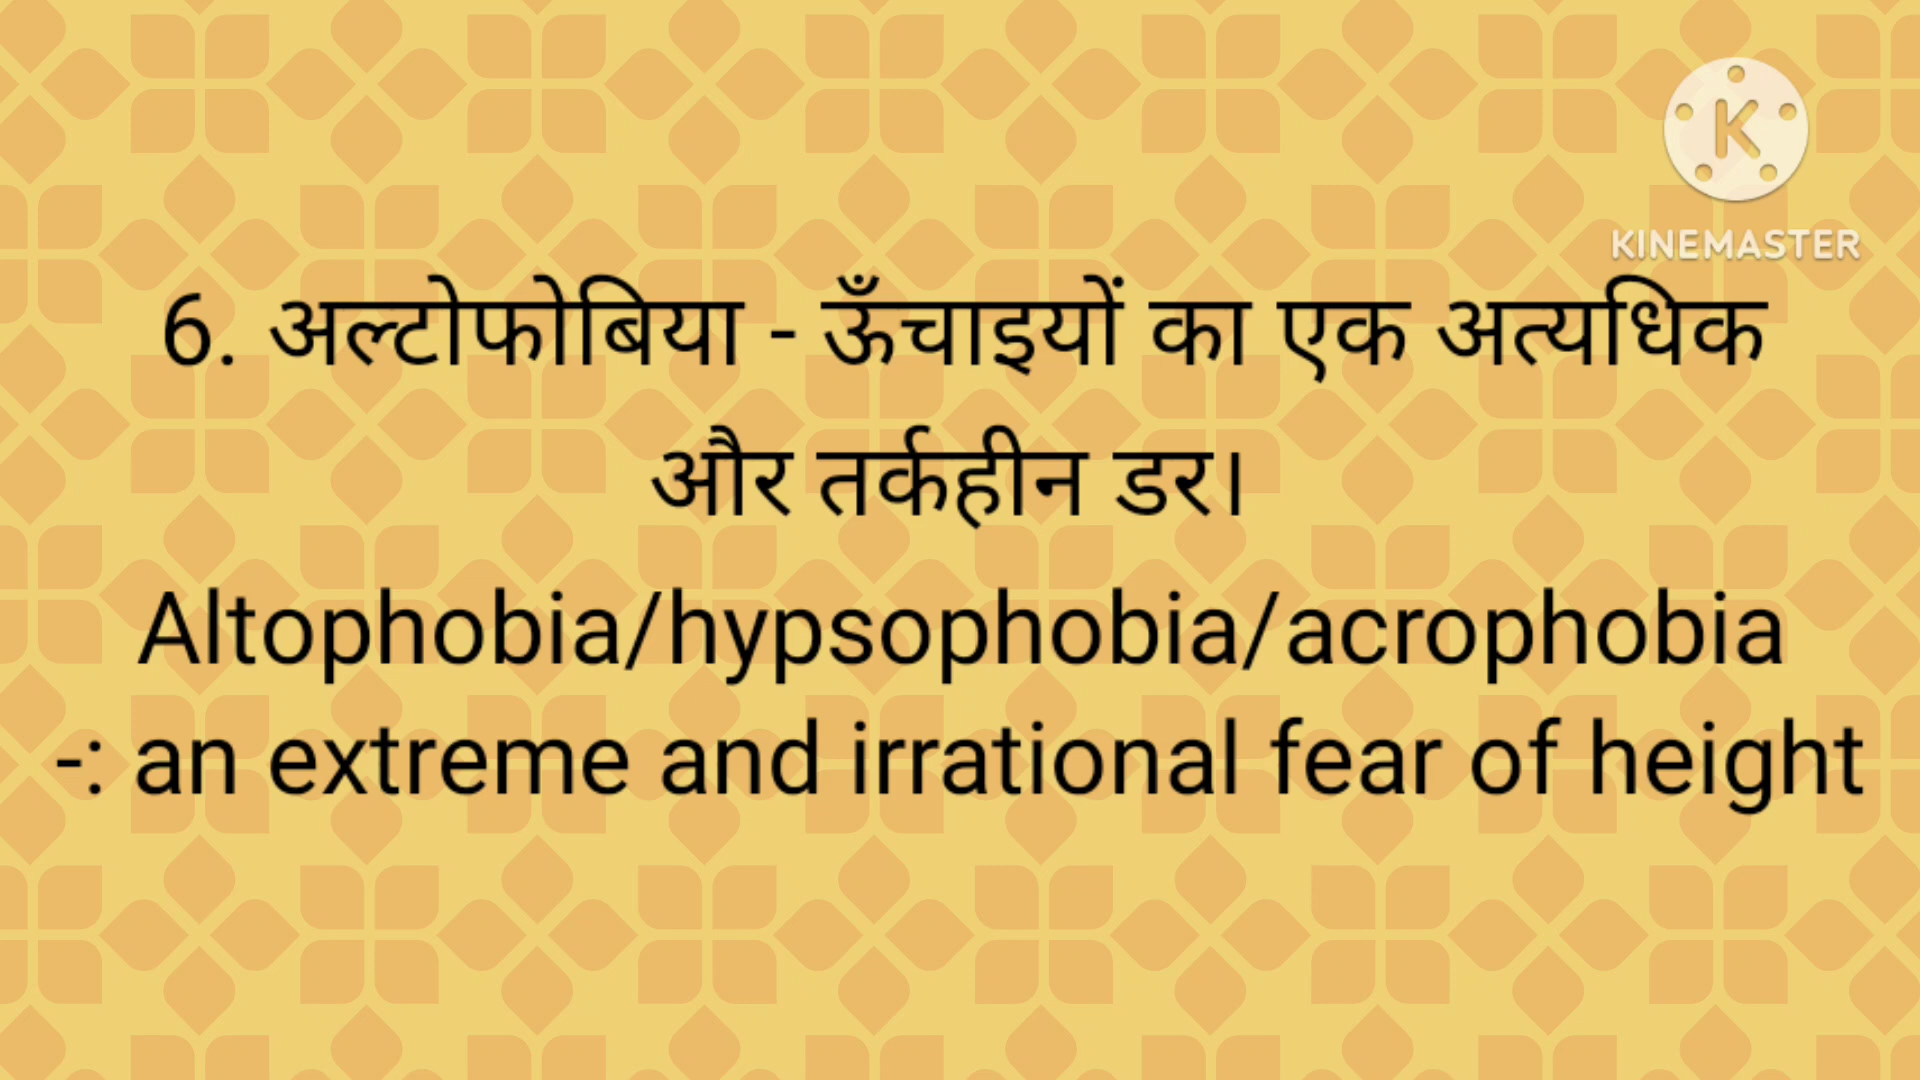 K
KINEMASTER
6. अल्टोफोबिया - ऊँचाइयों का एक अत्यधिक
और तर्कहीन डर।
Altophobia/hypsophobia/acrophobia
-: an extreme and irrational fear of height